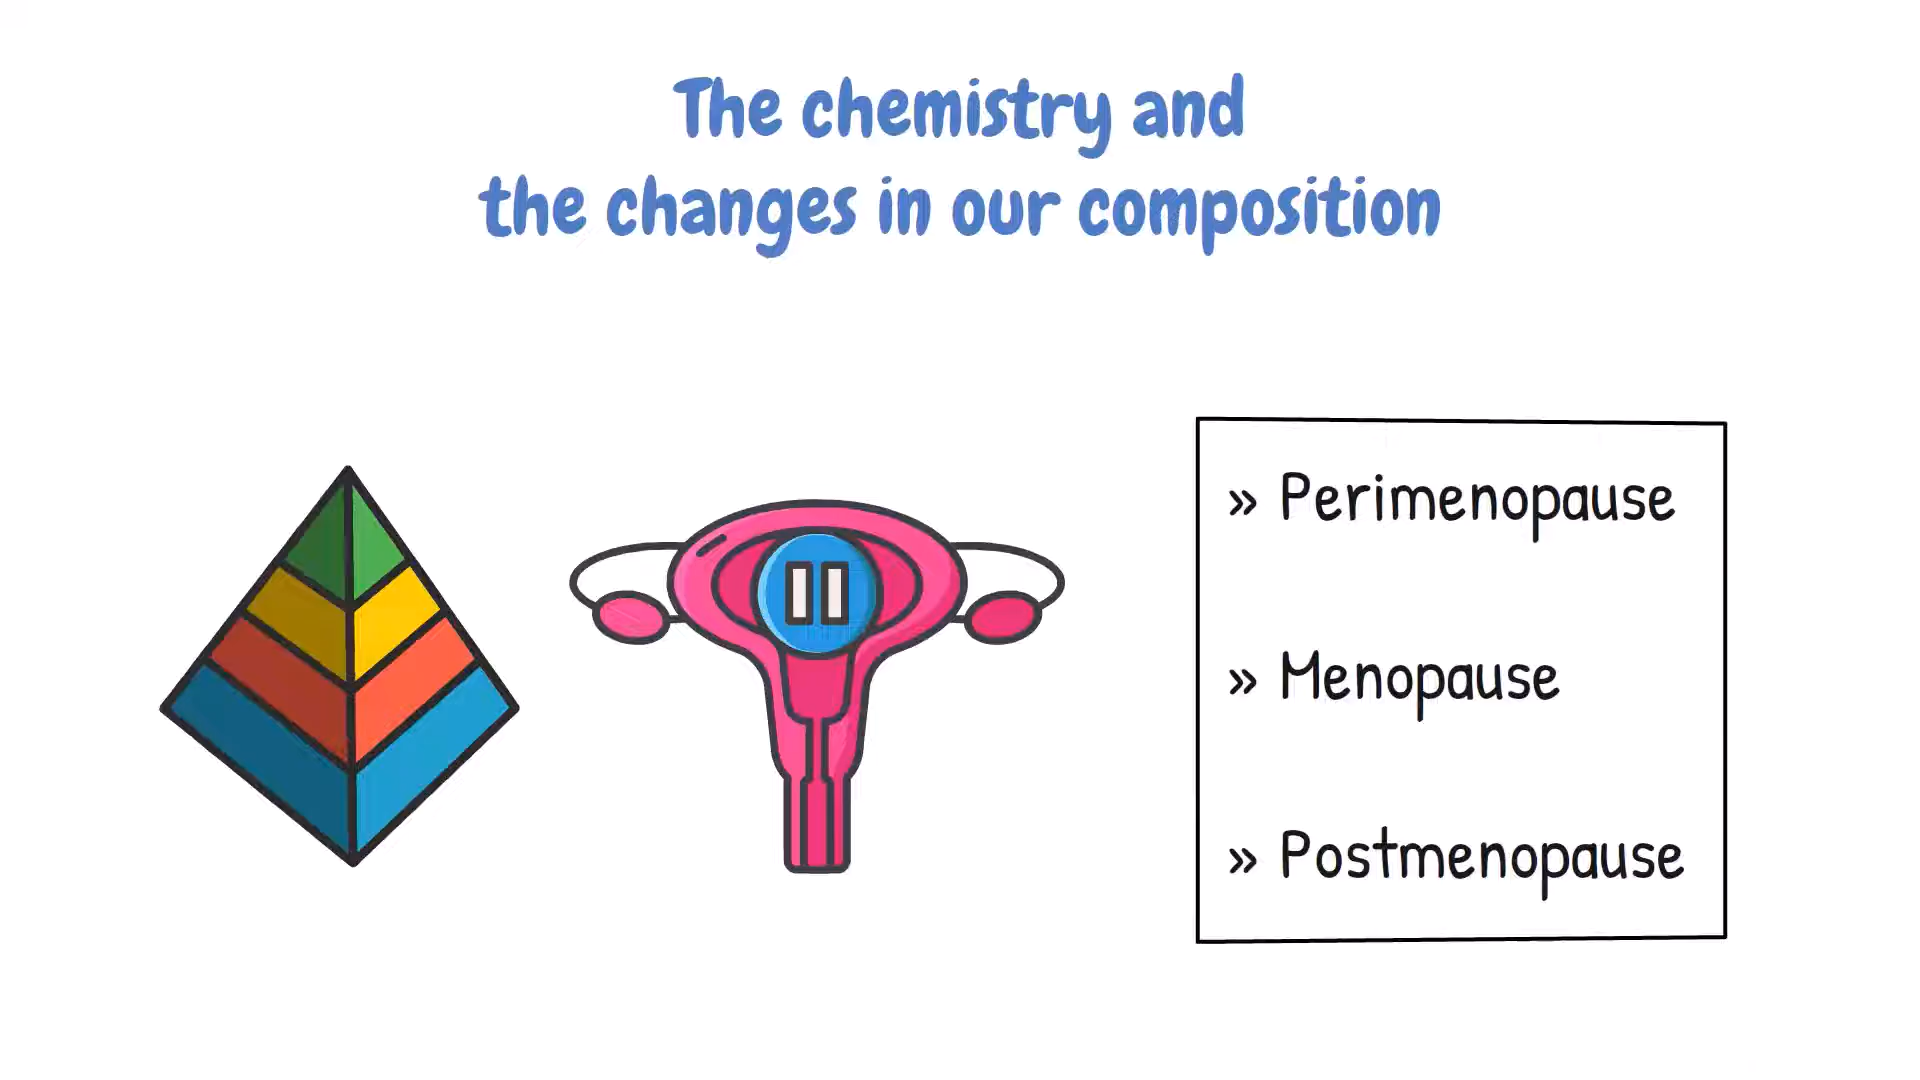 The chemistry and
the changes in our composition
» Perimenopause
» Menopause
» Postmenopause